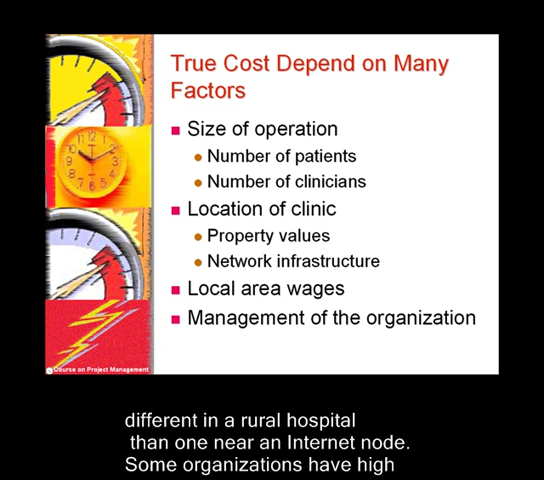 True Cost Depend on Many
Factors
Size of operation
Number of patients
Number of clinicians
Location of clinic
Property values
Network infrastructure
Local area wages
Management of the organization
Course on Project Management
different in a rural hospital
than one near an Internet node.
Some organizations have high